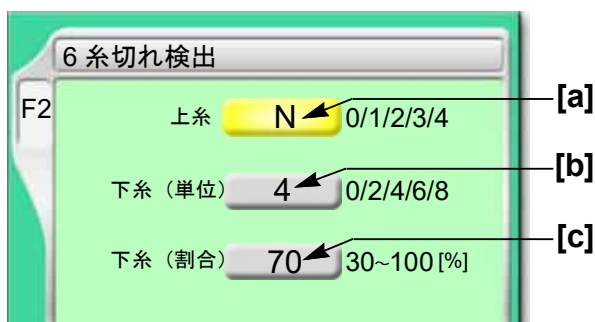 6 糸切れ検出
F2
上糸 N 0/1/2/3/4 [a]
下糸（単位） 4 0/2/4/6/8 [b]
下糸（割合） 70 30~100 [%] [c]